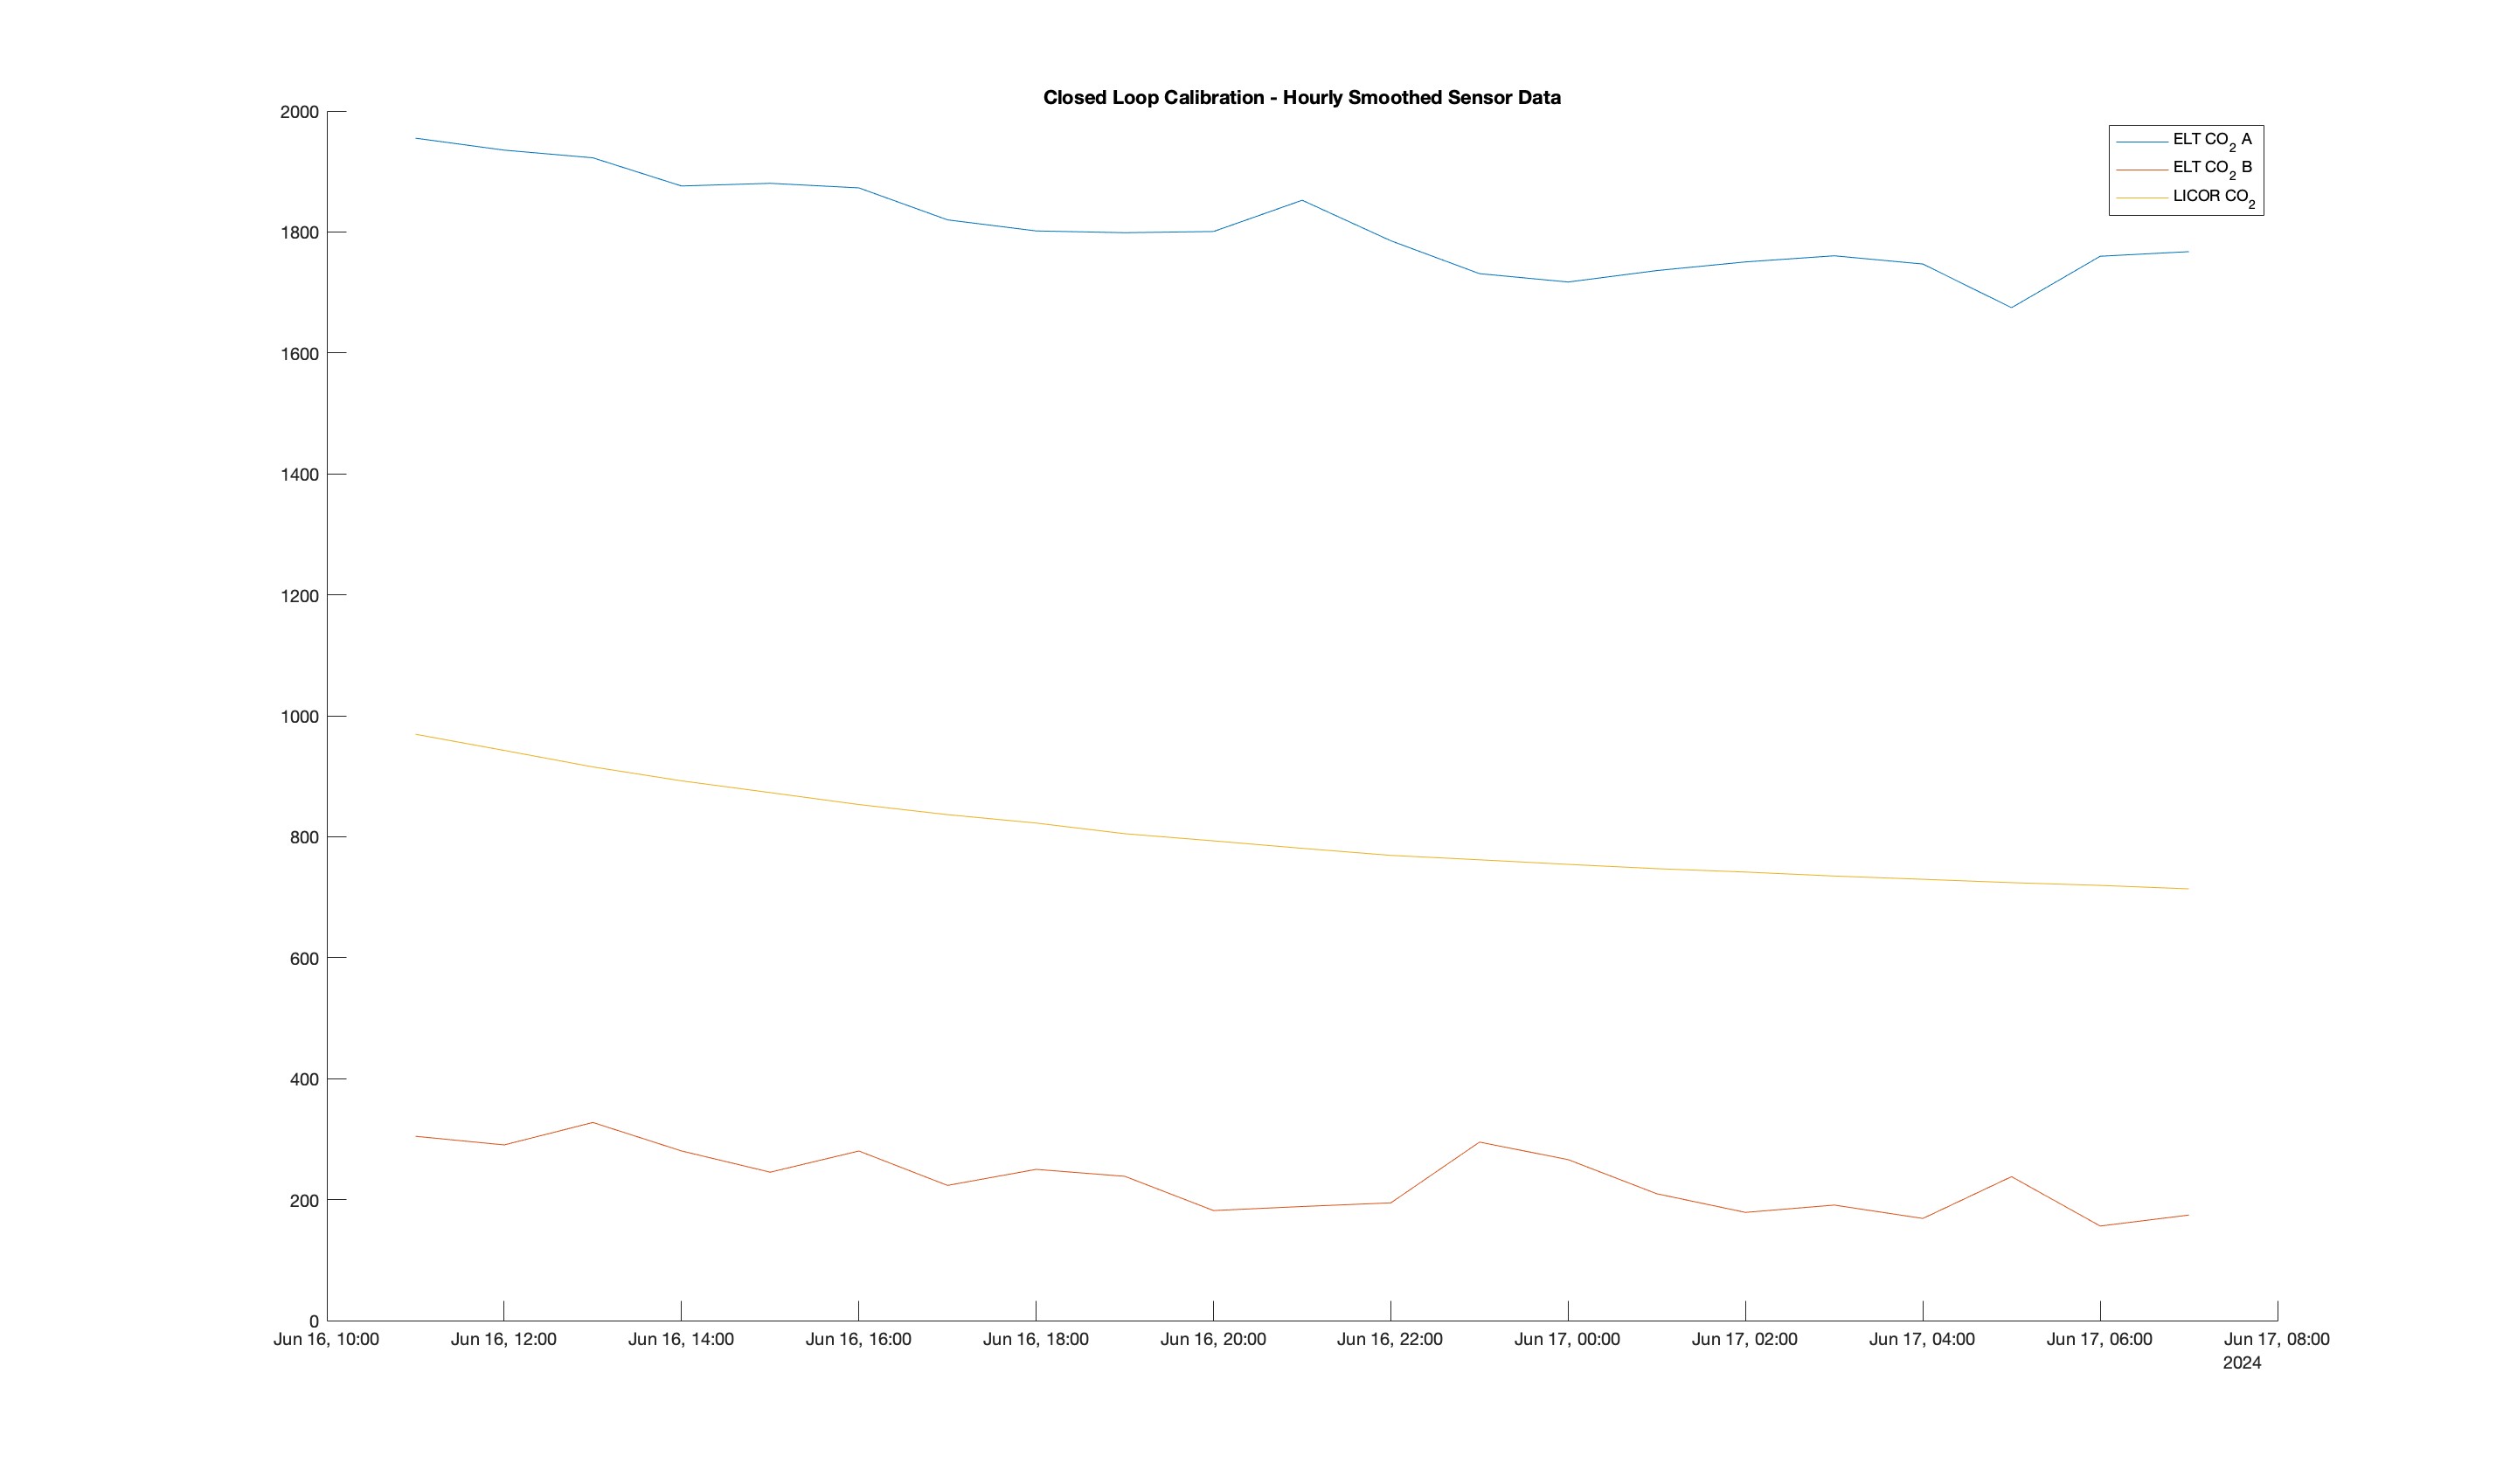 Closed Loop Calibration - Hourly Smoothed Sensor Data
2000
1800
1600
1400
1200
1000
800
600
400
200
0
ELT CO2 A
ELT CO2 B
LICOR CO2
Jun 16, 10:00 Jun 16, 12:00 Jun 16, 14:00 Jun 16, 16:00 Jun 16, 18:00 Jun 16, 20:00 Jun 16, 22:00 Jun 17, 00:00 Jun 17, 02:00 Jun 17, 04:00 Jun 17, 06:00 Jun 17, 08:00
2024